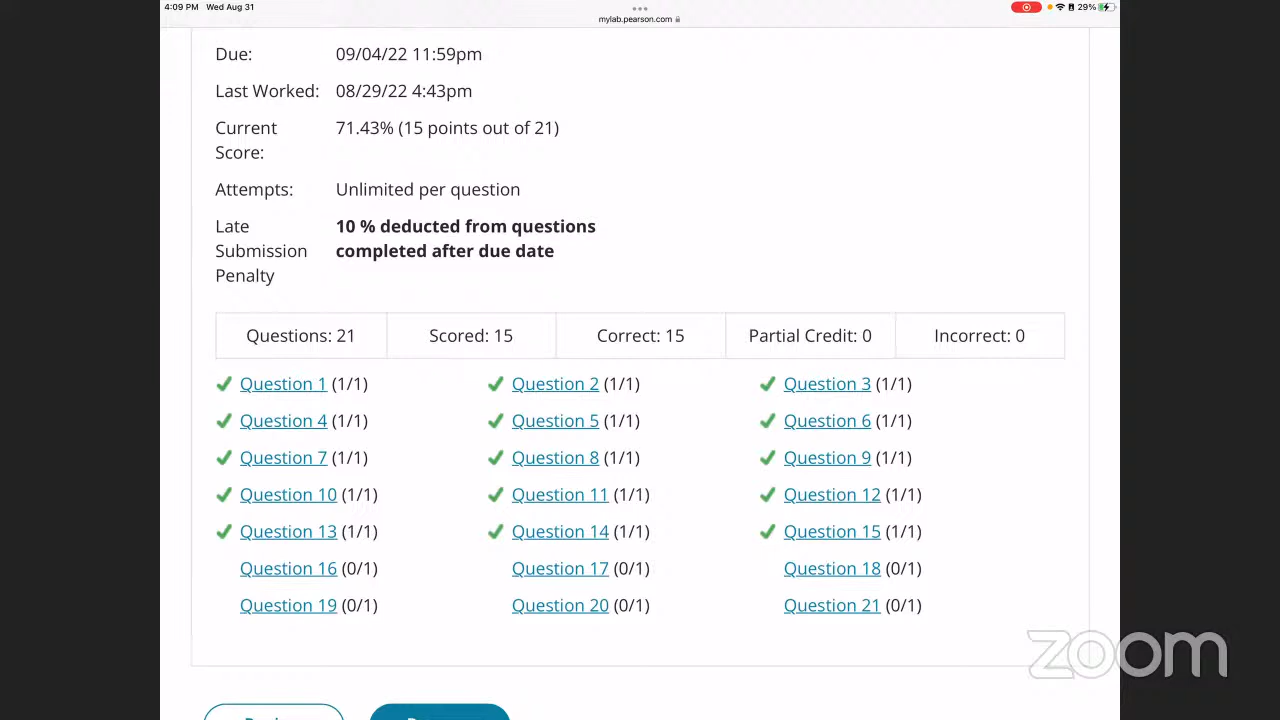 4:09 PM Wed Aug 31
mylab.pearson.com
29%
Due: 09/04/22 11:59pm
Last Worked: 08/29/22 4:43pm
Current Score: 71.43% (15 points out of 21)
Attempts: Unlimited per question
Late Submission Penalty 10 % deducted from questions completed after due date
Questions: 21 Scored: 15 Correct: 15 Partial Credit: 0 Incorrect: 0
Question 1 (1/1) Question 2 (1/1) Question 3 (1/1)
Question 4 (1/1) Question 5 (1/1) Question 6 (1/1)
Question 7 (1/1) Question 8 (1/1) Question 9 (1/1)
Question 10 (1/1) Question 11 (1/1) Question 12 (1/1)
Question 13 (1/1) Question 14 (1/1) Question 15 (1/1)
Question 16 (0/1) Question 17 (0/1) Question 18 (0/1)
Question 19 (0/1) Question 20 (0/1) Question 21 (0/1)
zoom